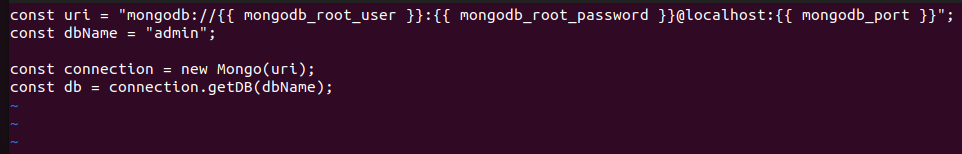 const uri = "mongodb://{{ mongodb_root_user }}:{{ mongodb_root_password }}@localhost:{{ mongodb_port }}";
const dbName = "admin";

const connection = new Mongo(uri);
const db = connection.getDB(dbName);
~
~
~